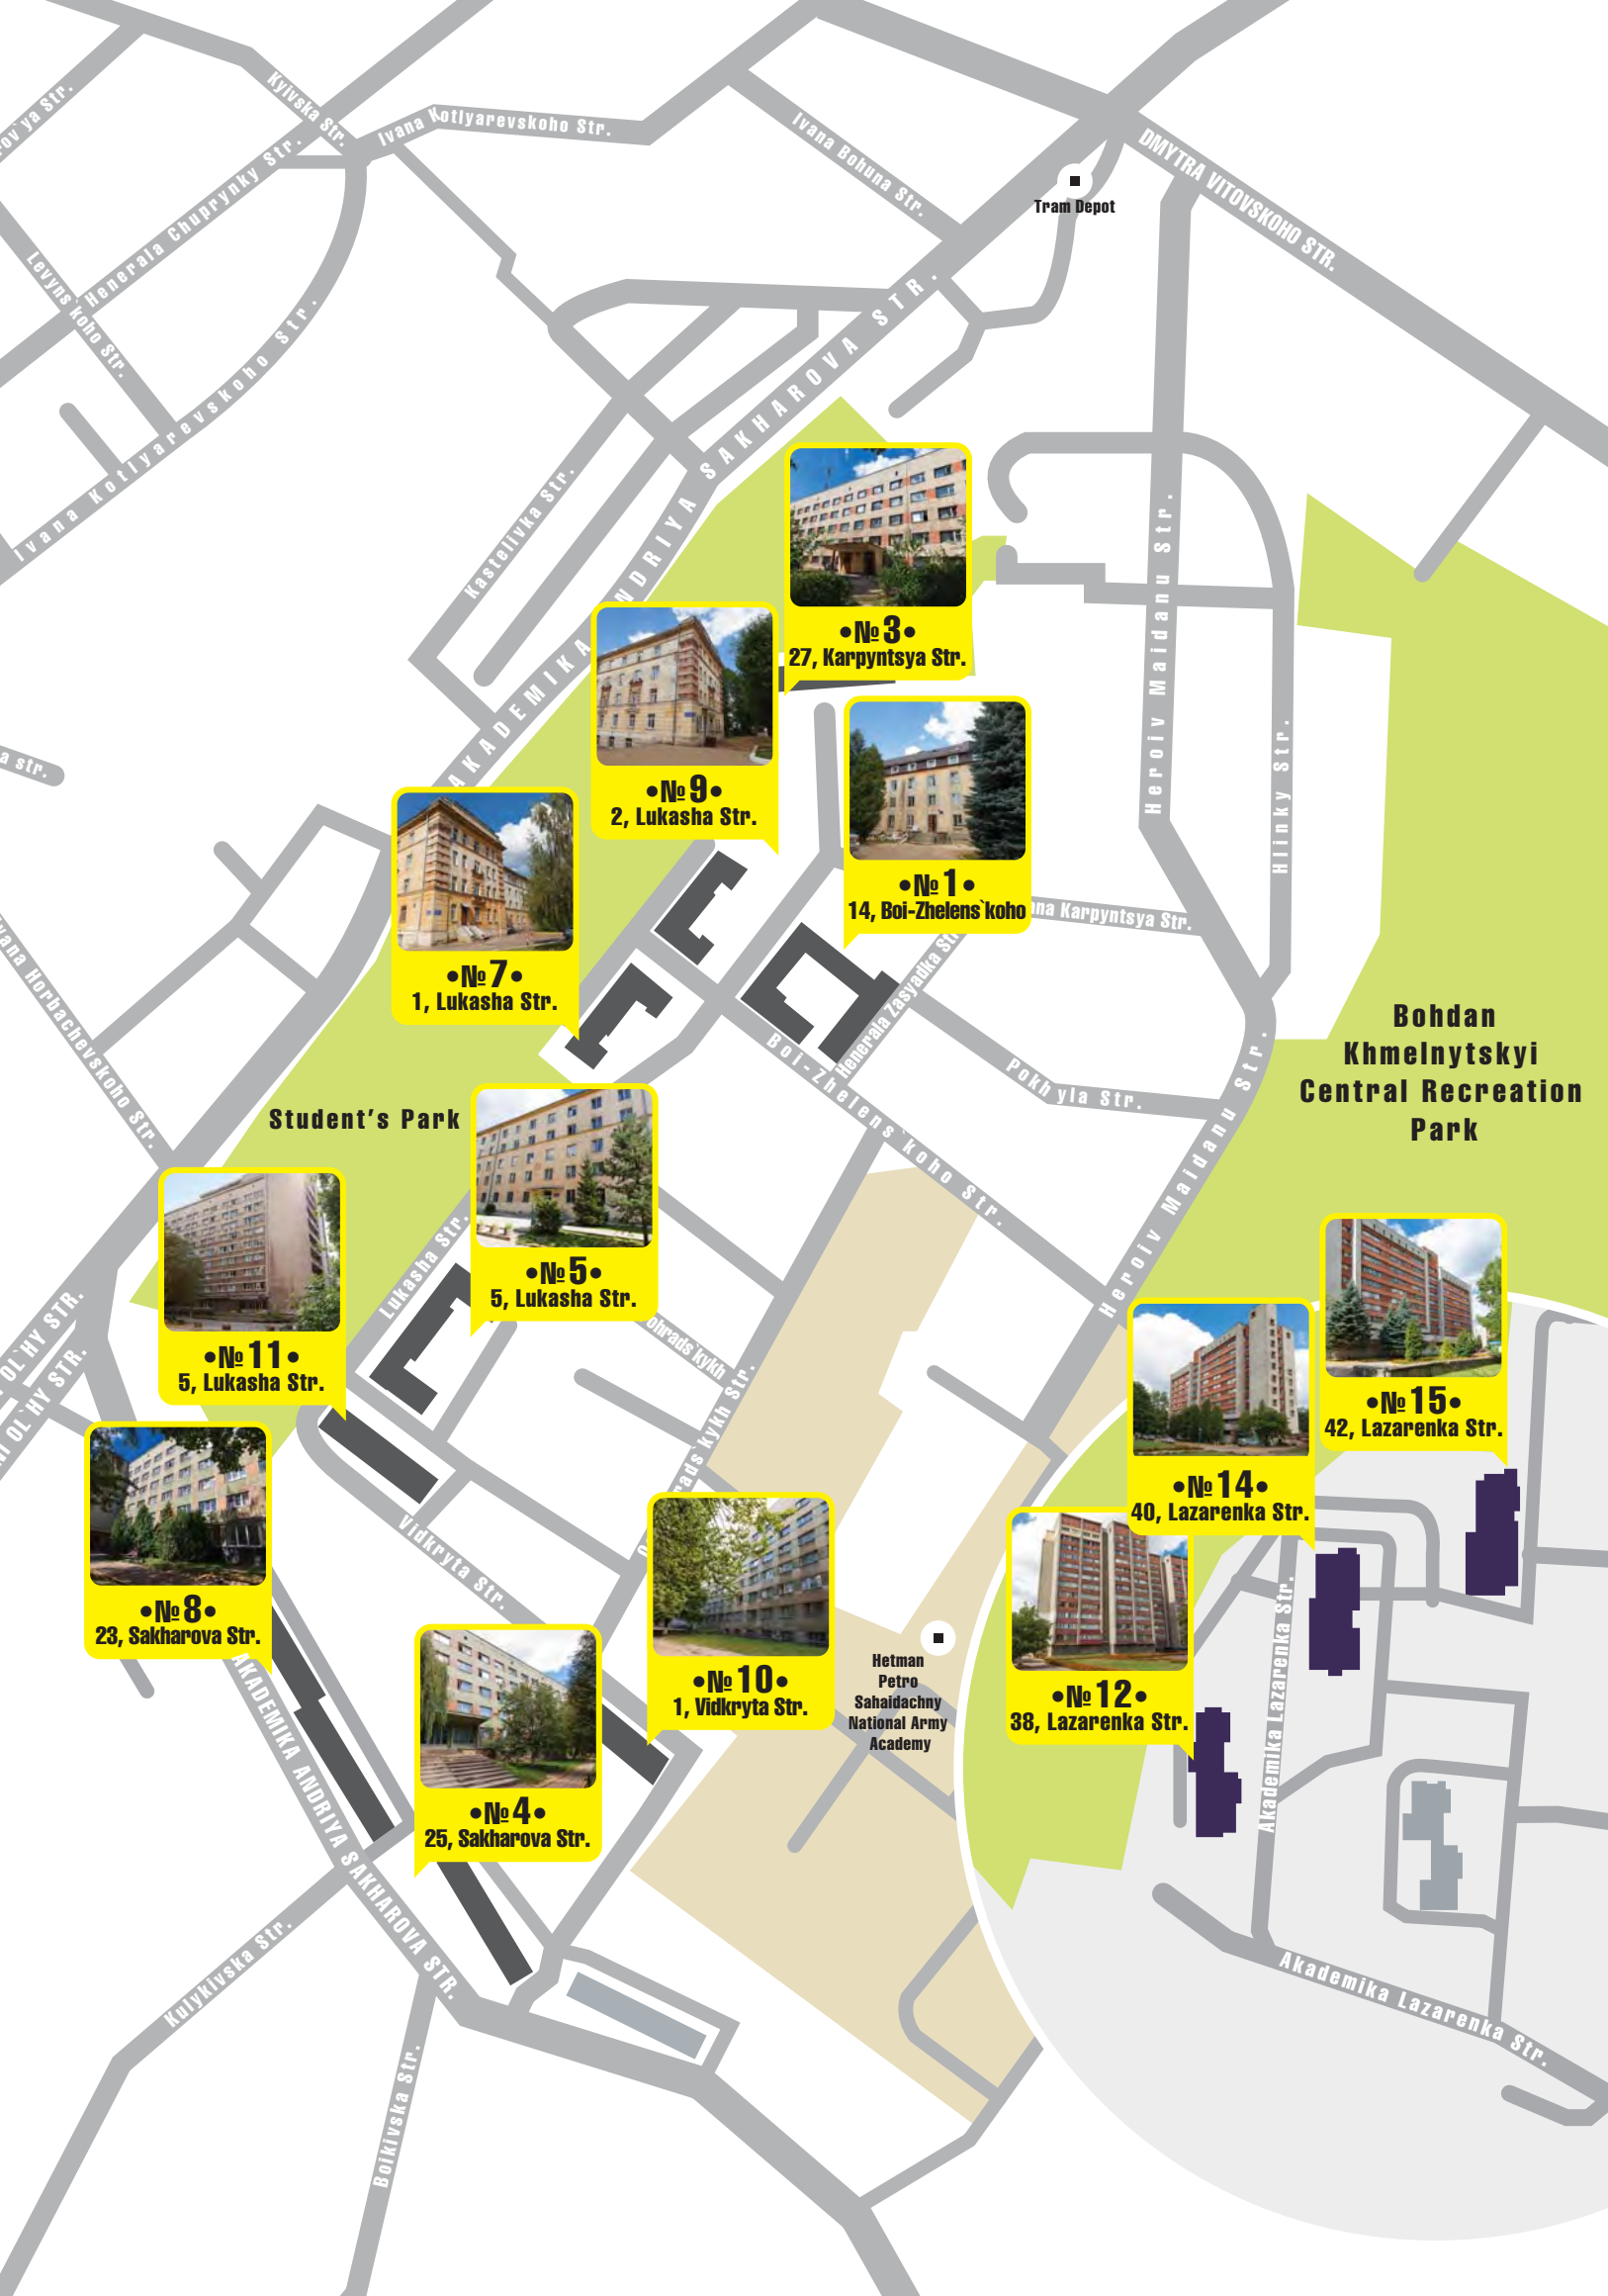 Kyivska Str.
Ivana Kotlyarevskoho Str.
Ivana Bohuna Str.
DMYTRA VITOVSKOHO STR.
Tram Depot
Henerala Chuprynky Str.
Levyns`koho Str.
Ivana Kotlyarevskoho Str.
AKADEMIKA ANDRIYA SAKHAROVA STR.
Kastelivka Str.
Heroiv Maidanu Str.
Hlinky Str.
•№3•
27, Karpyntsya Str.
•№9•
2, Lukasha Str.
•№1•
14, Boi-Zhelens`koho
Karpyntsya Str.
•№7•
1, Lukasha Str.
Henerala Zasyadka Str.
Boi-Zhelens`koho Str.
Pokhyla Str.
Heroiv Maidanu Str.
Bohdan
Khmelnytskyi
Central Recreation
Park
Horbachevskoho Str.
Student's Park
•№5•
5, Lukasha Str.
Lukasha Str.
•№11•
5, Lukasha Str.
STR.
STR.
•№8•
23, Sakharova Str.
Vidkryta Str.
•№10•
1, Vidkryta Str.
•№4•
25, Sakharova Str.
Hetman
Petro
Sahaidachny
National Army
Academy
•№15•
42, Lazarenka Str.
•№14•
40, Lazarenka Str.
•№12•
38, Lazarenka Str.
Akademika Lazarenka Str.
Akademika Lazarenka Str.
AKADEMIKA ANDRIYA SAKHAROVA STR.
Kulykivska Str.
Boikivska Str.